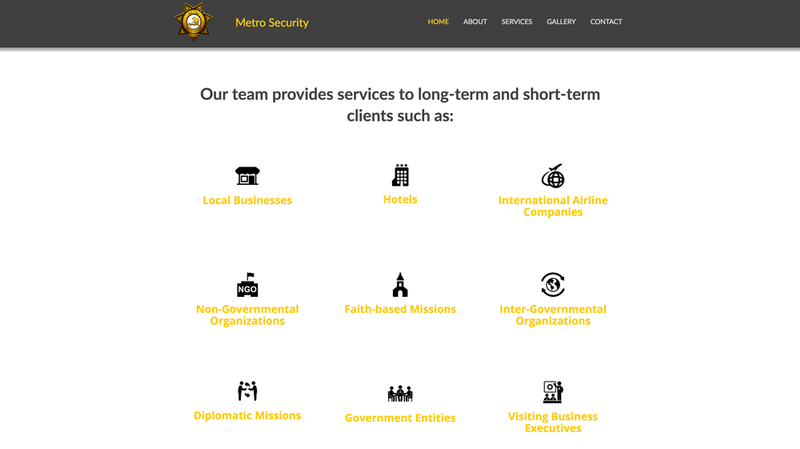 Metro Security
HOME ABOUT SERVICES GALLERY CONTACT
Our team provides services to long-term and short-term
clients such as:
Local Businesses
Hotels
International Airline
Companies
NGO
Non-Governmental
Organizations
Faith-based Missions
Inter-Governmental
Organizations
Diplomatic Missions
Government Entities
Visiting Business
Executives